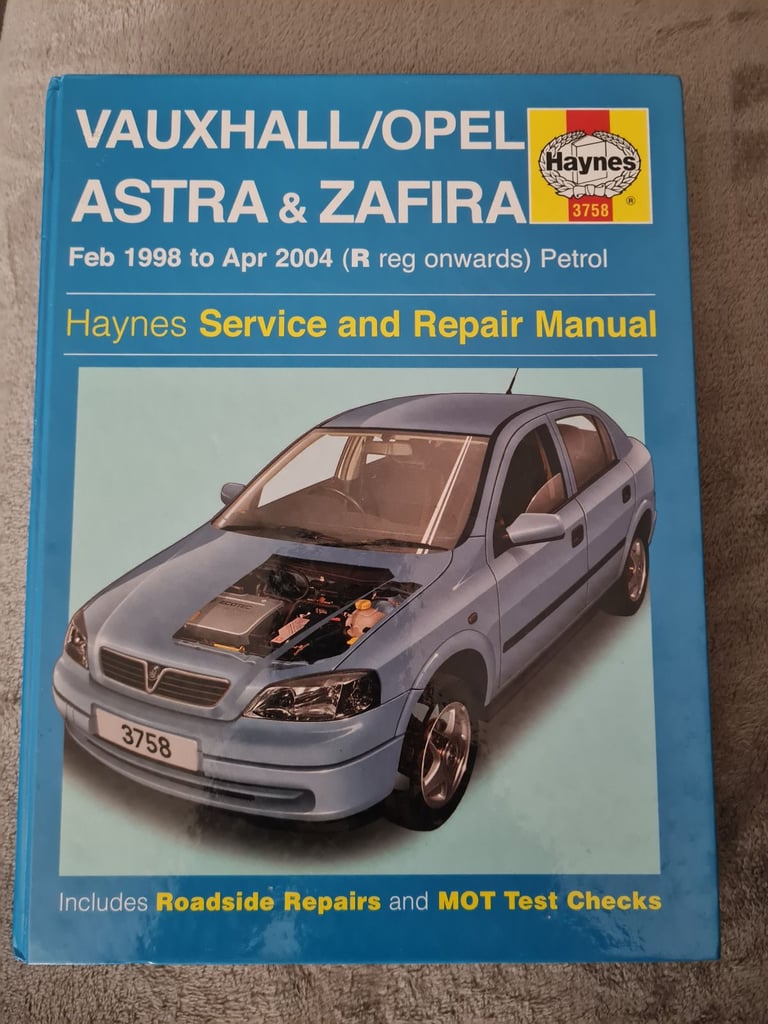 VAUXHALL/OPEL
ASTRA & ZAFIRA
Haynes
3758
®
Feb 1998 to Apr 2004 (R reg onwards) Petrol
Haynes Service and Repair Manual
ECOTEC
3758
Includes Roadside Repairs and MOT Test Checks